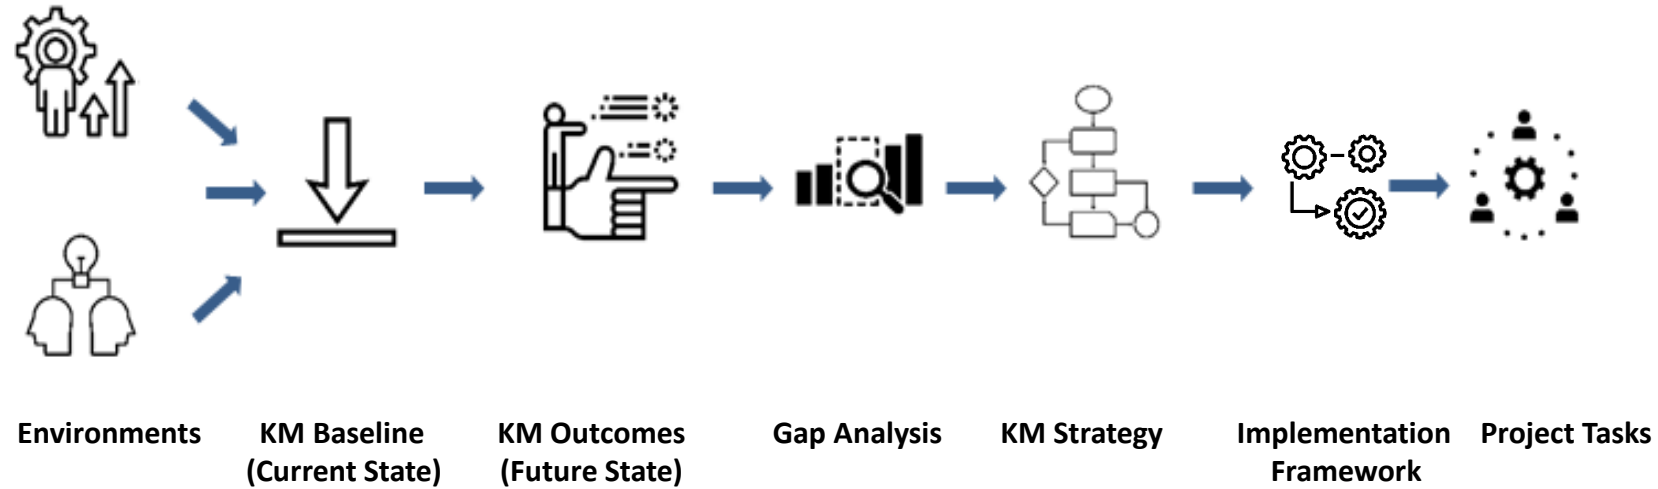 Environments
KM Baseline
(Current State)
KM Outcomes
(Future State)
Gap Analysis
KM Strategy
Implementation
Framework
Project Tasks